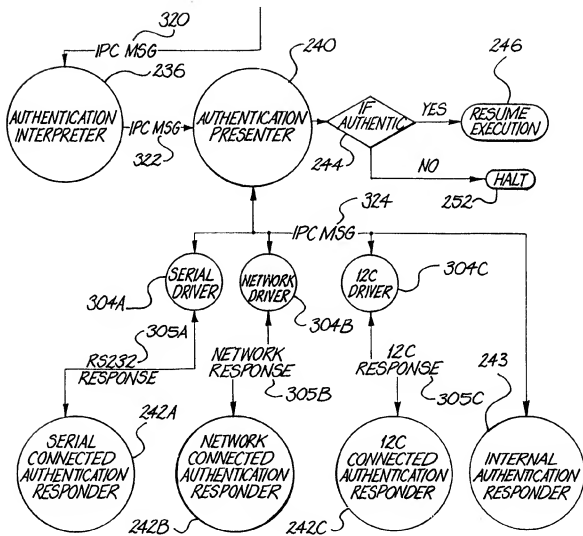 320
IPC MSG
236
240
246
AUTHENTICATION
INTERPRETER
IPC MSG
322
AUTHENTICATION
PRESENTER
IF
AUTHENTIC
244
YES
RESUME
EXECUTION
NO
HALT
252
324
IPC MSG
SERIAL
DRIVER
304A
NETWORK
DRIVER
304B
12C
DRIVER
304C
305A
RS232
RESPONSE
NETWORK
RESPONSE
305B
12C
RESPONSE
305C
243
242A
SERIAL
CONNECTED
AUTHENTICATION
RESPONDER
NETWORK
CONNECTED
AUTHENTICATION
RESPONDER
242B
12C
CONNECTED
AUTHENTICATION
RESPONDER
242C
INTERNAL
AUTHENTICATION
RESPONDER